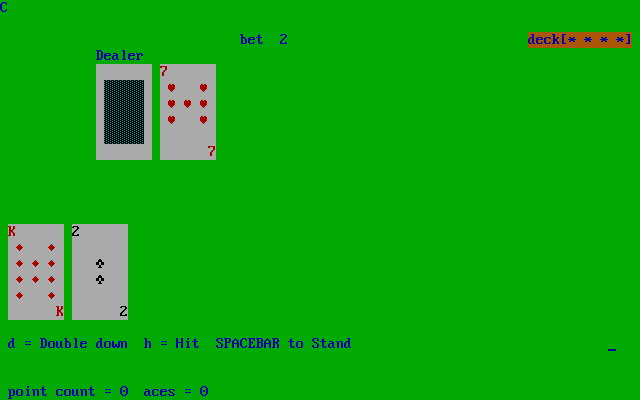 C
bet 2 deck[* * * *]
Dealer
7
7
K 2
K 2
d = Double down h = Hit SPACEBAR to Stand _
point count = 0 aces = 0